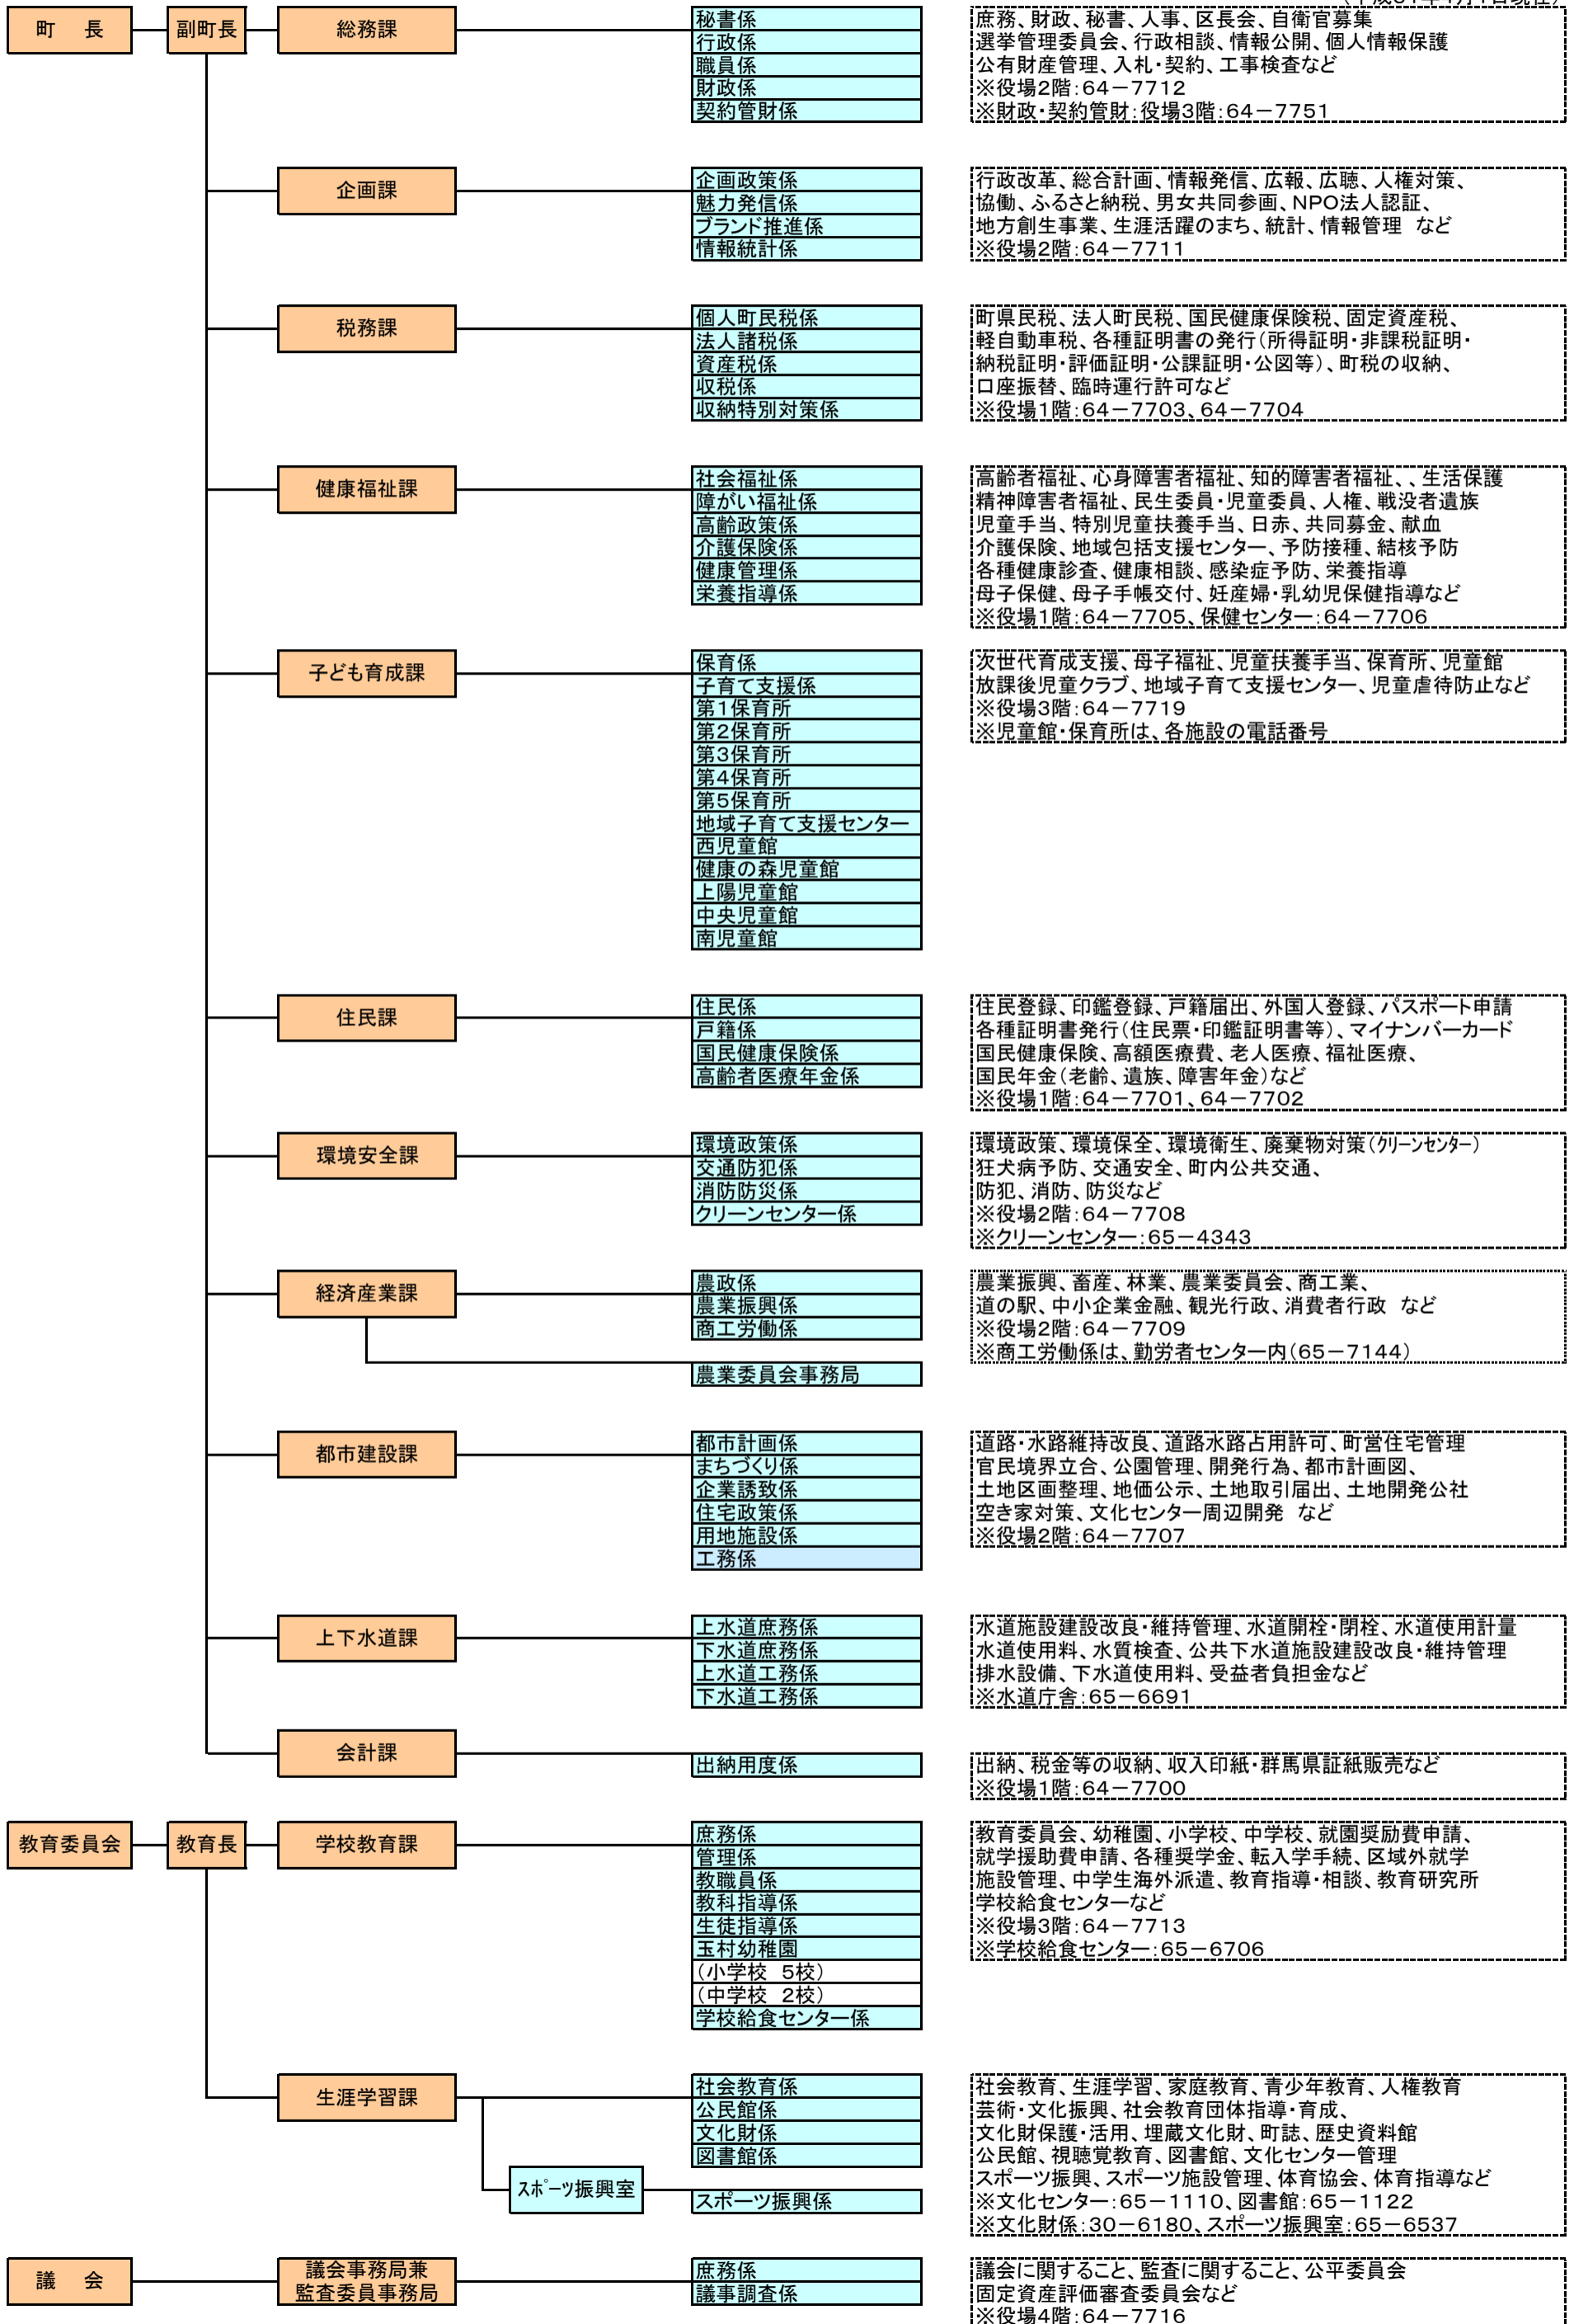 町　長
副町長
総務課
秘書係
行政係
職員係
財政係
契約管財係
庶務、財政、秘書、人事、区長会、自衛官募集
選挙管理委員会、行政相談、情報公開、個人情報保護
公有財産管理、入札・契約、工事検査など
※役場2階：64－7712
※財政・契約管財：役場3階：64－7751
企画課
企画政策係
魅力発信係
ブランド推進係
情報統計係
行政改革、総合計画、情報発信、広報、広聴、人権対策、
協働、ふるさと納税、男女共同参画、NPO法人認証、
地方創生事業、生涯活躍のまち、統計、情報管理　など
※役場2階：64－7711
税務課
個人町民税係
法人諸税係
資産税係
収税係
収納特別対策係
町県民税、法人町民税、国民健康保険税、固定資産税、
軽自動車税、各種証明書の発行（所得証明・非課税証明・
納税証明・評価証明・公課証明・公図等）、町税の収納、
口座振替、臨時運行許可など
※役場1階：64－7703、64－7704
健康福祉課
社会福祉係
障がい福祉係
高齢政策係
介護保険係
健康管理係
栄養指導係
高齢者福祉、心身障害者福祉、知的障害者福祉、、生活保護
精神障害者福祉、民生委員・児童委員、人権、戦没者遺族
児童手当、特別児童扶養手当、日赤、共同募金、献血
介護保険、地域包括支援センター、予防接種、結核予防
各種健康診査、健康相談、感染症予防、栄養指導
母子保健、母子手帳交付、妊産婦・乳幼児保健指導など
※役場1階：64－7705、保健センター：64－7706
子ども育成課
保育係
子育て支援係
第1保育所
第2保育所
第3保育所
第4保育所
第5保育所
地域子育て支援センター
西児童館
健康の森児童館
上陽児童館
中央児童館
南児童館
次世代育成支援、母子福祉、児童扶養手当、保育所、児童館
放課後児童クラブ、地域子育て支援センター、児童虐待防止など
※役場3階：64－7719
※児童館・保育所は、各施設の電話番号
住民課
住民係
戸籍係
国民健康保険係
高齢者医療年金係
住民登録、印鑑登録、戸籍届出、外国人登録、パスポート申請
各種証明書発行（住民票・印鑑証明書等）、マイナンバーカード
国民健康保険、高額医療費、老人医療、福祉医療、
国民年金（老齢、遺族、障害年金）など
※役場1階：64－7701、64－7702
環境安全課
環境政策係
交通防犯係
消防防災係
クリーンセンター係
環境政策、環境保全、環境衛生、廃棄物対策（ｸﾘｰﾝｾﾝﾀｰ）
狂犬病予防、交通安全、町内公共交通、
防犯、消防、防災など
※役場2階：64－7708
※クリーンセンター：65－4343
経済産業課
農政係
農業振興係
商工労働係
農業委員会事務局
農業振興、畜産、林業、農業委員会、商工業、
道の駅、中小企業金融、観光行政、消費者行政　など
※役場2階：64－7709
※商工労働係は、勤労者センター内（65－7144）
都市建設課
都市計画係
まちづくり係
企業誘致係
住宅政策係
用地施設係
工務係
道路・水路維持改良、道路水路占用許可、町営住宅管理
官民境界立合、公園管理、開発行為、都市計画図、
土地区画整理、地価公示、土地取引届出、土地開発公社
空き家対策、文化センター周辺開発　など
※役場2階：64－7707
上下水道課
上水道庶務係
下水道庶務係
上水道工務係
下水道工務係
水道施設建設改良・維持管理、水道開栓・閉栓、水道使用計量
水道使用料、水質検査、公共下水道施設建設改良・維持管理
排水設備、下水道使用料、受益者負担金など
※水道庁舎：65－6691
会計課
出納用度係
出納、税金等の収納、収入印紙・群馬県証紙販売など
※役場1階：64－7700
教育委員会
教育長
学校教育課
庶務係
管理係
教職員係
教科指導係
生徒指導係
玉村幼稚園
（小学校　5校）
（中学校　2校）
学校給食センター係
教育委員会、幼稚園、小学校、中学校、就園奨励費申請、
就学援助費申請、各種奨学金、転入学手続、区域外就学
施設管理、中学生海外派遣、教育指導・相談、教育研究所
学校給食センターなど
※役場3階：64－7713
※学校給食センター：65－6706
生涯学習課
社会教育係
公民館係
文化財係
図書館係
ｽﾎﾟｰﾂ振興室
スポーツ振興係
社会教育、生涯学習、家庭教育、青少年教育、人権教育
芸術・文化振興、社会教育団体指導・育成、
文化財保護・活用、埋蔵文化財、町誌、歴史資料館
公民館、視聴覚教育、図書館、文化センター管理
スポーツ振興、スポーツ施設管理、体育協会、体育指導など
※文化センター：65－1110、図書館：65－1122
※文化財係：30－6180、スポーツ振興室：65－6537
議　会
議会事務局兼
監査委員事務局
庶務係
議事調査係
議会に関すること、監査に関すること、公平委員会
固定資産評価審査委員会など
※役場4階：64－7716